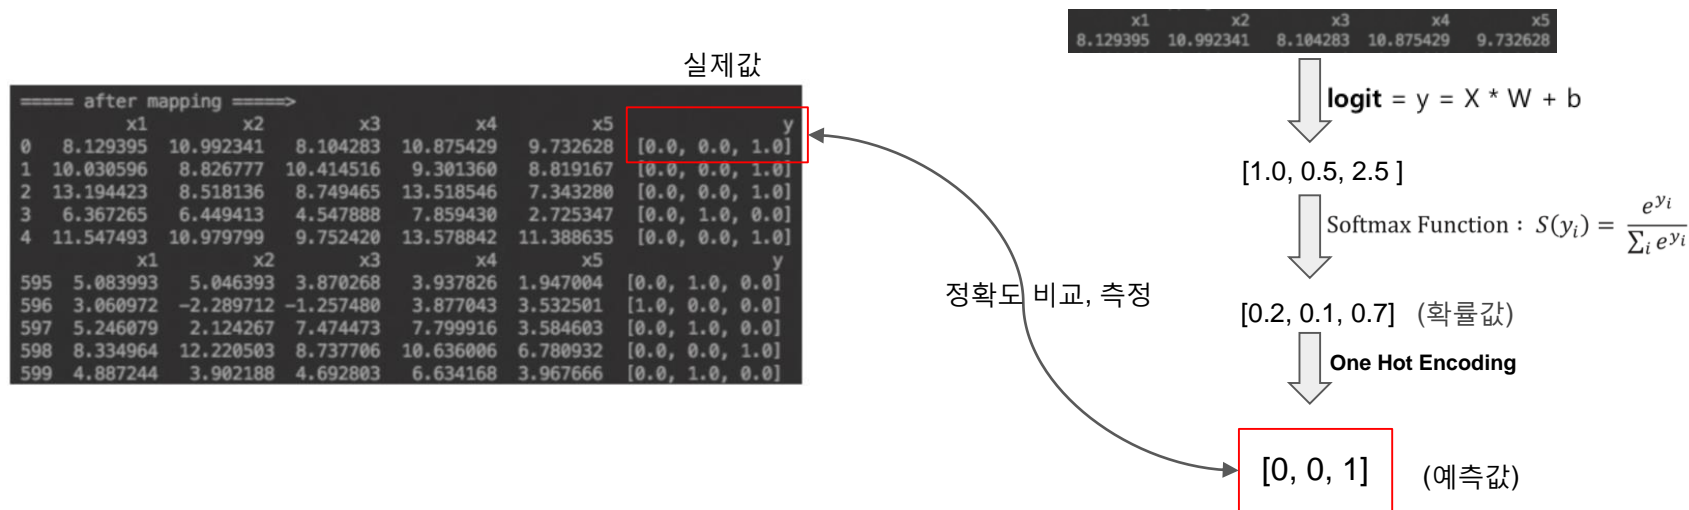 실제값
===== after mapping =====>
x1 x2 x3 x4 x5 y
0 8.129395 10.992341 8.104283 10.875429 9.732628 [0.0, 0.0, 1.0]
1 10.030596 8.826777 10.414516 9.301360 8.819167 [0.0, 0.0, 1.0]
2 13.194423 8.518136 8.749465 13.518546 7.343280 [0.0, 0.0, 1.0]
3 6.367265 6.449413 4.547888 7.859430 2.725347 [0.0, 1.0, 0.0]
4 11.547493 10.979799 9.752420 13.578842 11.388635 [0.0, 0.0, 1.0]
x1 x2 x3 x4 x5 y
595 5.083993 5.046393 3.870268 3.937826 1.947004 [0.0, 1.0, 0.0]
596 3.060972 -2.289712 -1.257480 3.877043 3.532501 [1.0, 0.0, 0.0]
597 5.246079 2.124267 7.474473 7.799916 3.584603 [0.0, 1.0, 0.0]
598 8.334964 12.220503 8.737706 10.636006 6.780932 [0.0, 0.0, 1.0]
599 4.887244 3.902188 4.692803 6.634168 3.967666 [0.0, 1.0, 0.0]
정확도 비교, 측정
x1 x2 x3 x4 x5
8.129395 10.992341 8.104283 10.875429 9.732628
logit = y = X * W + b
[1.0, 0.5, 2.5 ]
Softmax Function : S(y_i) = e^{y_i} / ∑_i e^{y_i}
[0.2, 0.1, 0.7] (확률값)
One Hot Encoding
[0, 0, 1] (예측값)